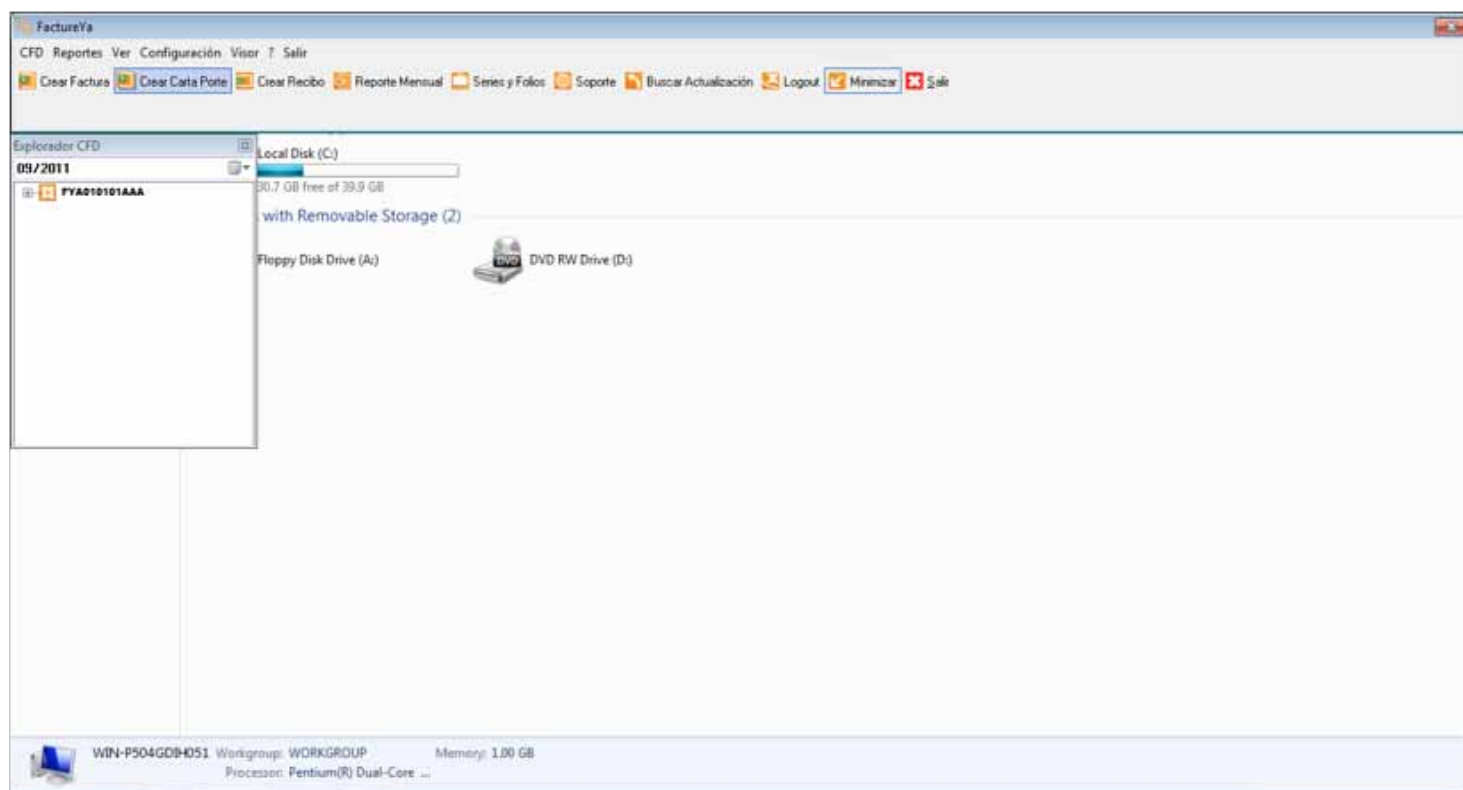 FactureYa
CFD Reportes Ver Configuración Visor ? Salir
Crear Factura Crear Carta Porte Crear Recibo Reporte Mensual Series y Folios Soporte Buscar Actualización Logout Minimizar Salir
Explorador CFD
09/2011
FYA010101AAA
Local Disk (C:)
30.7 GB free of 39.9 GB
with Removable Storage (2)
Floppy Disk Drive (A:)
DVD RW Drive (D:)
WIN-P504GDIH051 Workgroup: WORKGROUP Memory: 1.00 GB
Processor: Pentium(R) Dual-Core ...